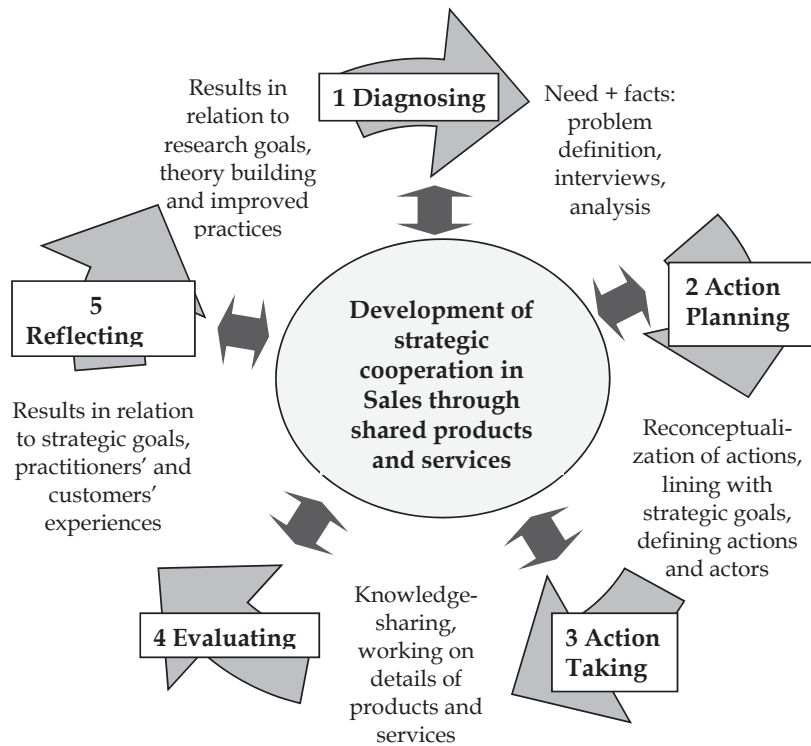 1 Diagnosing
Need + facts:
problem
definition,
interviews,
analysis
2 Action
Planning
Reconceptuali-
zation of actions,
lining with
strategic goals,
defining actions
and actors
3 Action
Taking
Knowledge-
sharing,
working on
details of
products and
services
4 Evaluating
Results in relation
to strategic goals,
practitioners’ and
customers’
experiences
5
Reflecting
Results in
relation to
research goals,
theory building
and improved
practices
Development of
strategic
cooperation in
Sales through
shared products
and services